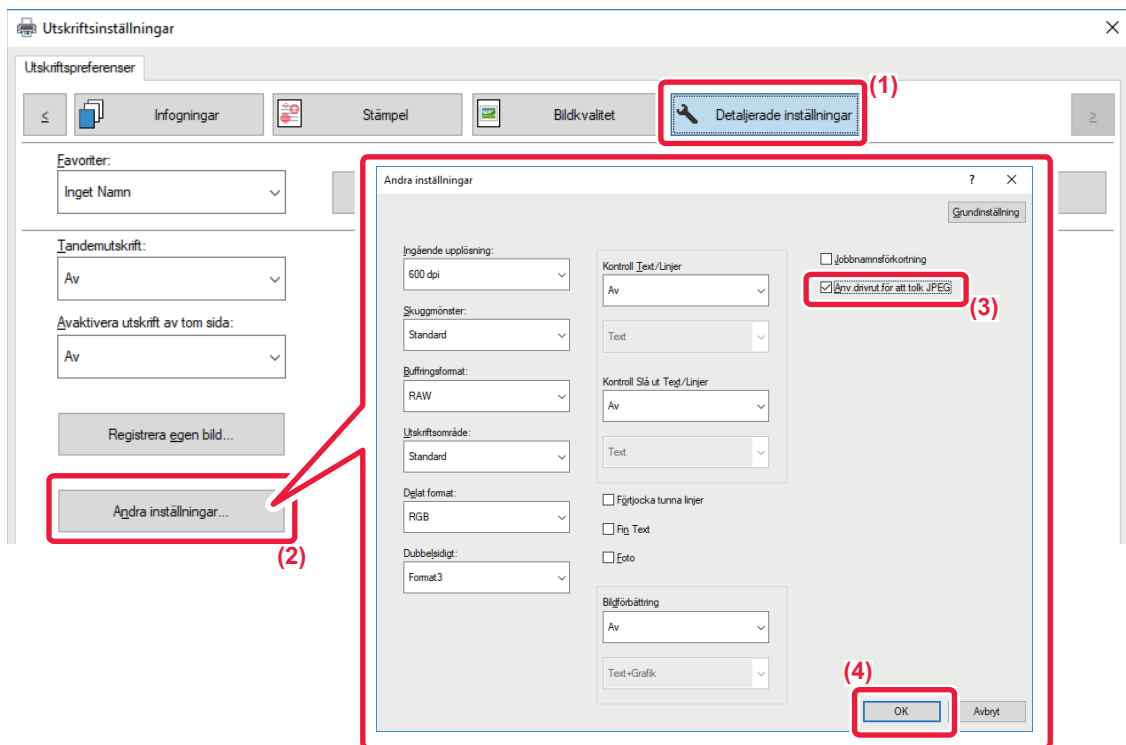 Utskriftsinställningar
Utskriftspreferenser
(1)
< Infogningar Stämpel Bildkvalitet Detaljerade inställningar >
Favoriter:
Inget Namn
Tandemutskrift:
Av
Avaktivera utskrift av tom sida:
Av
Registrera egen bild...
Andra inställningar...
(2)
Andra inställningar ?
Grundinställning
Ingående upplösning:
600 dpi
Skuggmönster:
Standard
Buffringsformat:
RAW
Utskriftsområde:
Standard
Delat format:
RGB
Dubbelsidigt:
Format3
Kontroll Text/Linjer
Av
Text
Kontroll Slå ut Text/Linjer
Av
Text
Förtjocka tunna linjer
Fin Text
Foto
Bildförbättring
Av
Text+Grafik
Jobbnamnsförkortning
Anv.drivrut.för att tolk JPEG
(3)
(4)
OK Avbryt